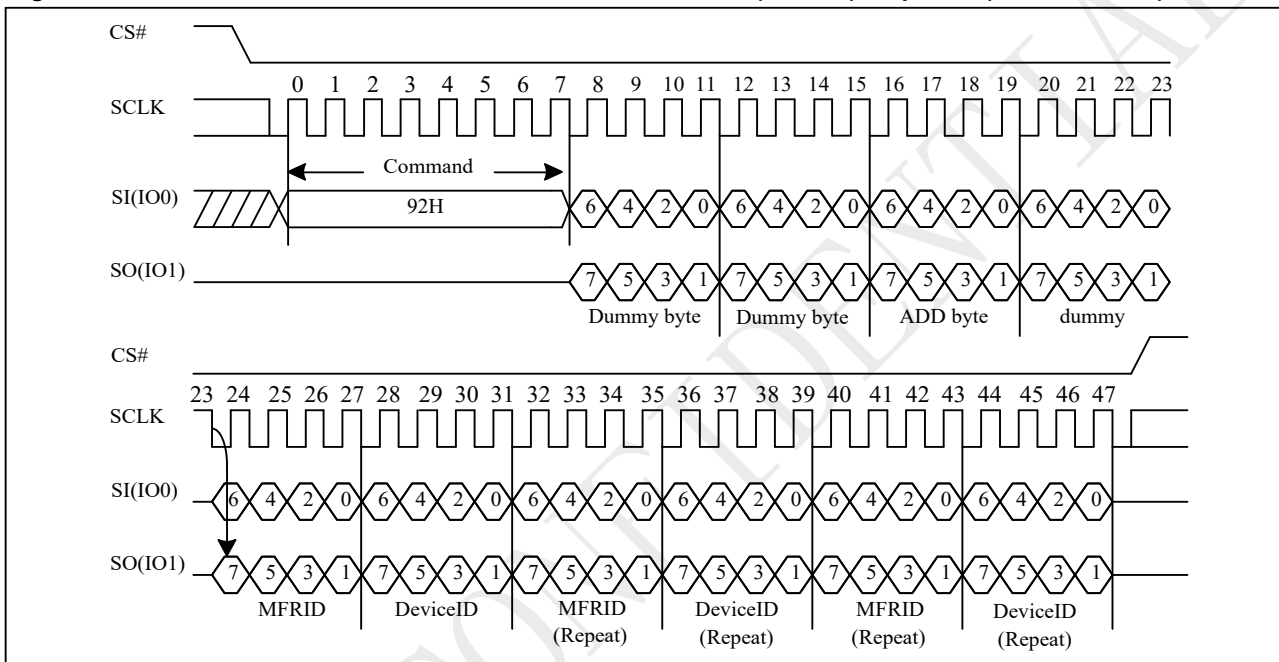 CS#
0 1 2 3 4 5 6 7 8 9 10 11 12 13 14 15 16 17 18 19 20 21 22 23
SCLK
Command
SI(IO0)
92H
6 4 2 0 6 4 2 0 6 4 2 0 6 4 2 0
SO(IO1)
7 5 3 1 7 5 3 1 7 5 3 1 7 5 3 1
Dummy byte Dummy byte ADD byte dummy
CS#
23 24 25 26 27 28 29 30 31 32 33 34 35 36 37 38 39 40 41 42 43 44 45 46 47
SCLK
SI(IO0)
6 4 2 0 6 4 2 0 6 4 2 0 6 4 2 0 6 4 2 0 6 4 2 0
SO(IO1)
7 5 3 1 7 5 3 1 7 5 3 1 7 5 3 1 7 5 3 1 7 5 3 1
MFRID DeviceID MFRID DeviceID MFRID DeviceID
(Repeat) (Repeat) (Repeat) (Repeat)